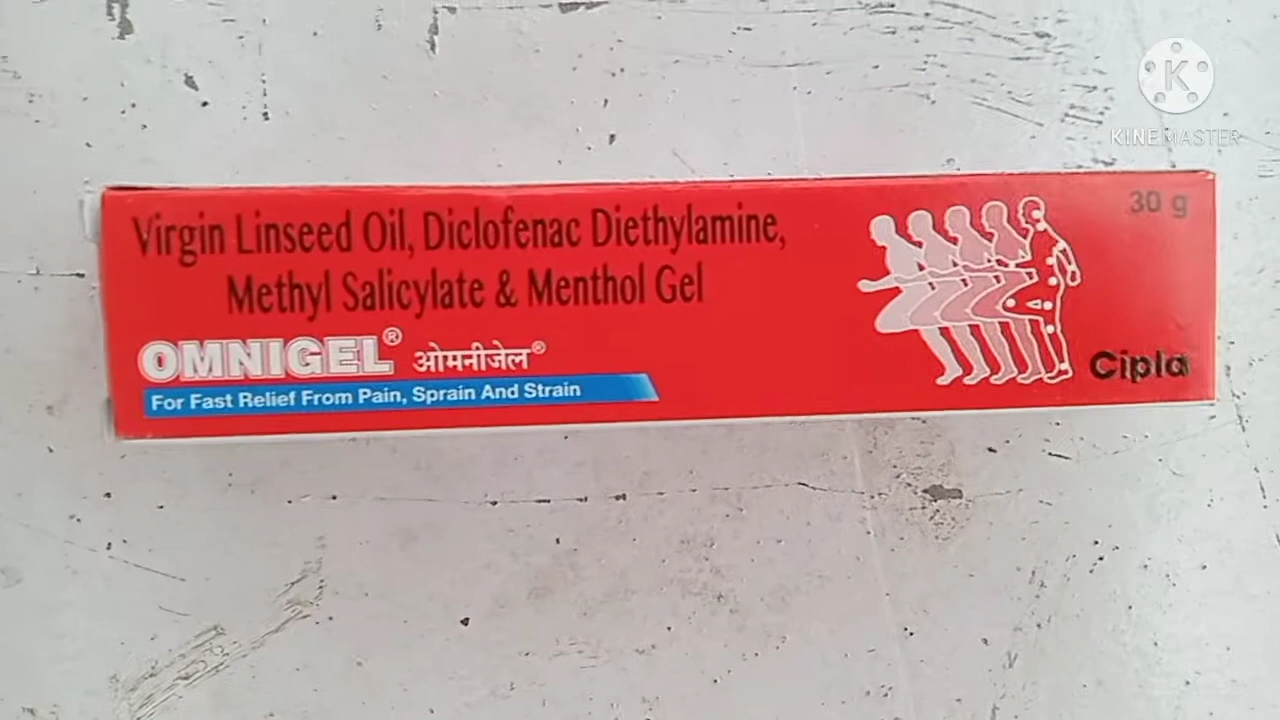 KINEMASTER
Virgin Linseed Oil, Diclofenac Diethylamine,
Methyl Salicylate & Menthol Gel
30 g
OMNIGEL® ओमनीजेल®
For Fast Relief From Pain, Sprain And Strain
Cipla